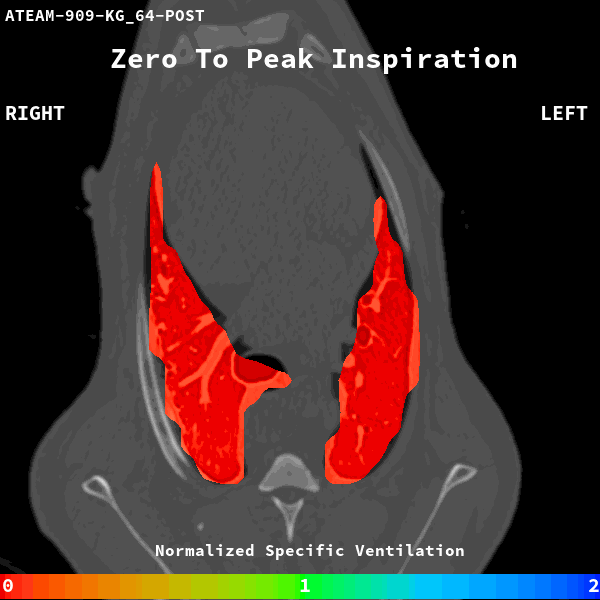 ATEAM-909-KG_64-POST
Zero To Peak Inspiration
RIGHT LEFT
Normalized Specific Ventilation
0 1 2